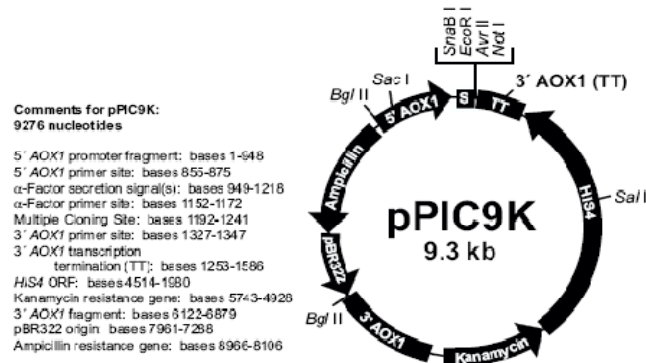 Comments for pPIC9K:
9276 nucleotides
5´ AOX1 promoter fragment: bases 1-948
5´ AOX1 primer site: bases 855-875
α-Factor secretion signal(s): bases 949-1218
α-Factor primer site: bases 1152-1172
Multiple Cloning Site: bases 1192-1241
3´ AOX1 primer site: bases 1327-1347
3´ AOX1 transcription
termination (TT): bases 1253-1586
HIS4 ORF: bases 4514-1980
Kanamycin resistance gene: bases 5743-4928
3´ AOX1 fragment: bases 6122-6879
pBR322 origin bases 7961-7288
Ampicillin resistance gene: bases 8966-8106
SnaB I
EcoR I
Avr II
Not I
Sac I
Bgl II
5´ AOX1
S
TT
3´ AOX1 (TT)
Ampicillin
HIS4
Sal I
pPIC9K
9.3 kb
pBR322
Bgl II
3´ AOX1
Kanamycin